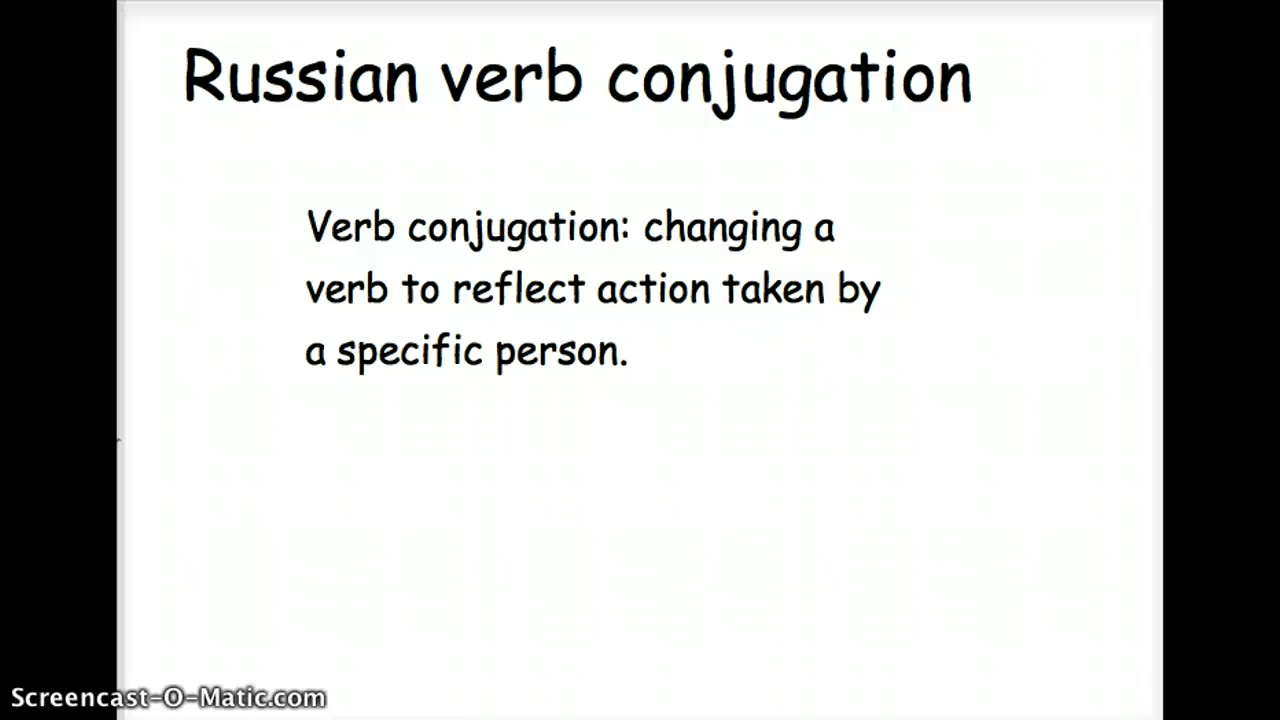 Russian verb conjugation
Verb conjugation: changing a
verb to reflect action taken by
a specific person.
Screencast-O-Matic.com